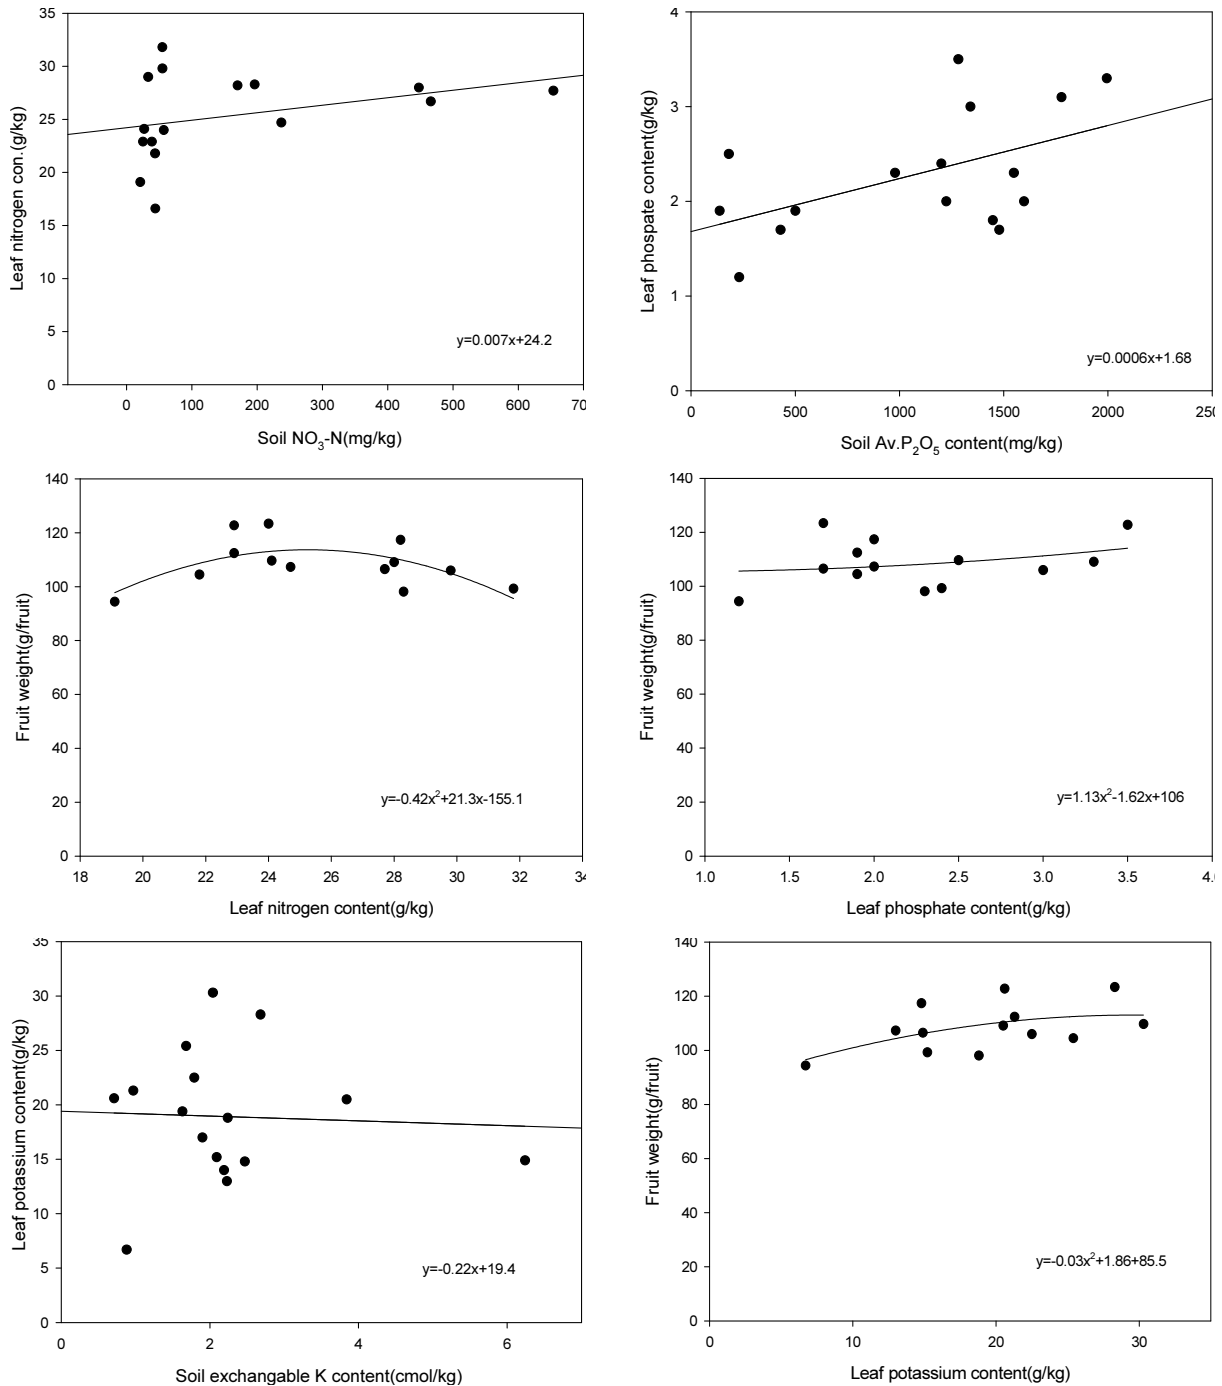 35
30
25
20
15
25
10
5
0
Leaf nitrogen con.(g/kg)
0 100 200 300 400 500 600 70
Soil NO3-N(mg/kg)
y=0.007x+24.2
4
3
2
1
0
Leaf phospate content(g/kg)
0 500 1000 1500 2000 250
Soil Av.P2O5 content(mg/kg)
y=0.0006x+1.68
140
120
100
80
60
40
20
0
Fruit weight(g/fruit)
18 20 22 24 26 28 30 32 34
Leaf nitrogen content(g/kg)
y=-0.42x²+21.3x-155.1
140
120
100
80
60
40
20
0
Fruit weight(g/fruit)
1.0 1.5 2.0 2.5 3.0 3.5 4.0
Leaf phosphate content(g/kg)
y=1.13x²-1.62x+106
35
30
25
20
15
10
5
0
Leaf potassium content(g/kg)
0 2 4 6
Soil exchangable K content(cmol/kg)
y=-0.22x+19.4
140
120
100
80
60
40
20
0
Fruit weight(g/fruit)
0 10 20 30
Leaf potassium content(g/kg)
y=-0.03x²+1.86+85.5